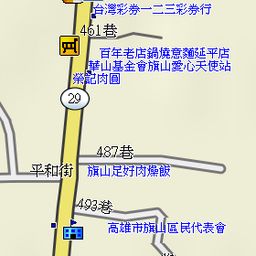 台灣彩券一二三彩券行
461巷
百年老店鍋燒意麵延平店
華山基金會旗山愛心天使站
榮記肉圓
29
487巷
平和街
旗山足好肉燥飯
493巷
高雄市旗山區民代表會